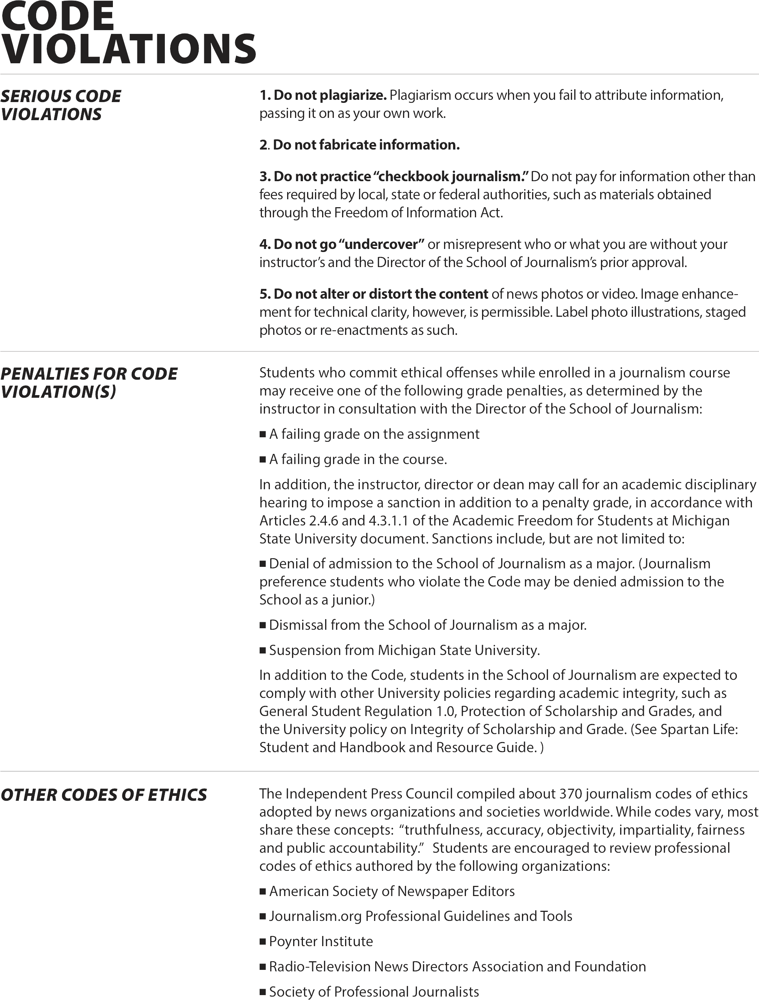 CODE
VIOLATIONS
SERIOUS CODE
VIOLATIONS
1. Do not plagiarize. Plagiarism occurs when you fail to attribute information,
passing it on as your own work.
2. Do not fabricate information.
3. Do not practice “checkbook journalism.” Do not pay for information other than
fees required by local, state or federal authorities, such as materials obtained
through the Freedom of Information Act.
4. Do not go “undercover” or misrepresent who or what you are without your
instructor’s and the Director of the School of Journalism’s prior approval.
5. Do not alter or distort the content of news photos or video. Image enhance-
ment for technical clarity, however, is permissible. Label photo illustrations, staged
photos or re-enactments as such.
PENALTIES FOR CODE
VIOLATION(S)
Students who commit ethical offenses while enrolled in a journalism course
may receive one of the following grade penalties, as determined by the
instructor in consultation with the Director of the School of Journalism:
■ A failing grade on the assignment
■ A failing grade in the course.
In addition, the instructor, director or dean may call for an academic disciplinary
hearing to impose a sanction in addition to a penalty grade, in accordance with
Articles 2.4.6 and 4.3.1.1 of the Academic Freedom for Students at Michigan
State University document. Sanctions include, but are not limited to:
■ Denial of admission to the School of Journalism as a major. (Journalism
preference students who violate the Code may be denied admission to the
School as a junior.)
■ Dismissal from the School of Journalism as a major.
■ Suspension from Michigan State University.
In addition to the Code, students in the School of Journalism are expected to
comply with other University policies regarding academic integrity, such as
General Student Regulation 1.0, Protection of Scholarship and Grades, and
the University policy on Integrity of Scholarship and Grade. (See Spartan Life:
Student and Handbook and Resource Guide. )
OTHER CODES OF ETHICS
The Independent Press Council compiled about 370 journalism codes of ethics
adopted by news organizations and societies worldwide. While codes vary, most
share these concepts:  “truthfulness, accuracy, objectivity, impartiality, fairness
and public accountability.”  Students are encouraged to review professional
codes of ethics authored by the following organizations:
■ American Society of Newspaper Editors
■ Journalism.org Professional Guidelines and Tools
■ Poynter Institute
■ Radio-Television News Directors Association and Foundation
■ Society of Professional Journalists